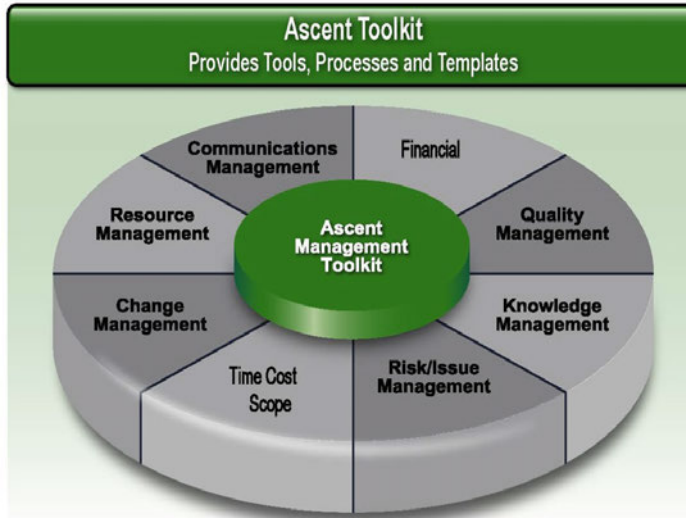 Ascent Toolkit
Provides Tools, Processes and Templates
Communications
Management
Financial
Resource
Management
Ascent
Management
Toolkit
Quality
Management
Change
Management
Knowledge
Management
Time Cost
Scope
Risk/Issue
Management